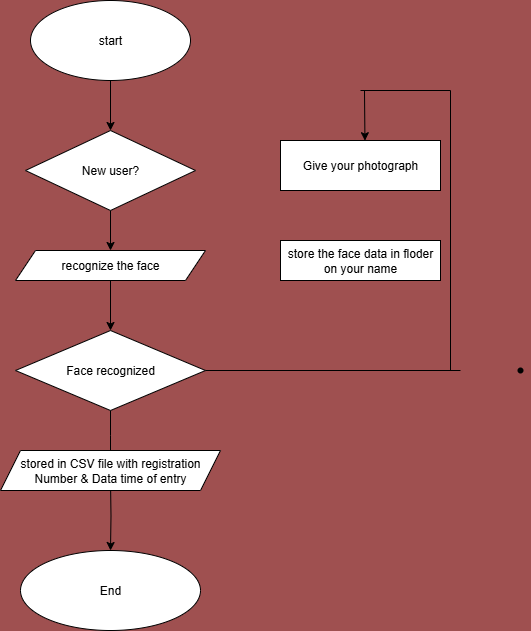 start
New user?
Give your photograph
recognize the face
store the face data in floder
on your name
Face recognized
stored in CSV file with registration
Number & Data time of entry
End